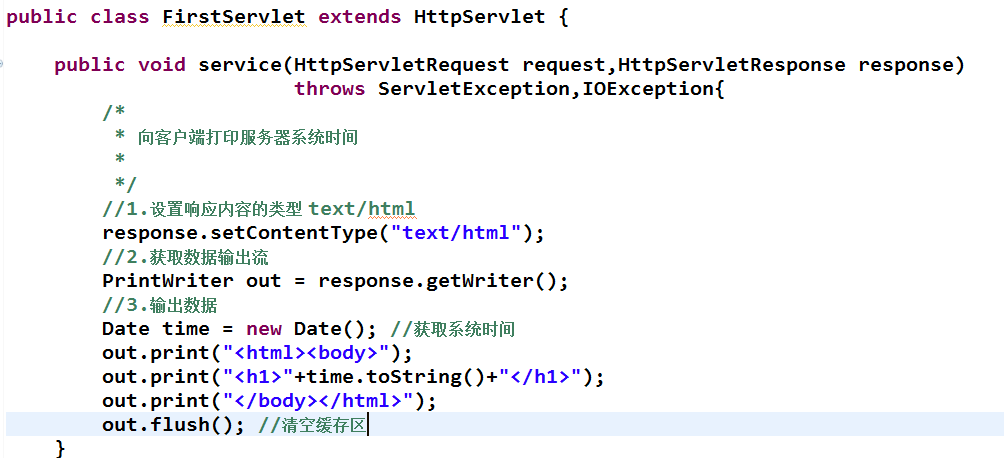 public class FirstServlet extends HttpServlet {
public void service(HttpServletRequest request,HttpServletResponse response)
throws ServletException,IOException{
/*
* 向客户端打印服务器系统时间
*
*/
//1.设置响应内容的类型 text/html
response.setContentType("text/html");
//2.获取数据输出流
PrintWriter out = response.getWriter();
//3.输出数据
Date time = new Date(); //获取系统时间
out.print("<html><body>");
out.print("<h1>"+time.toString()+"</h1>");
out.print("</body></html>");
out.flush(); //清空缓存区
}